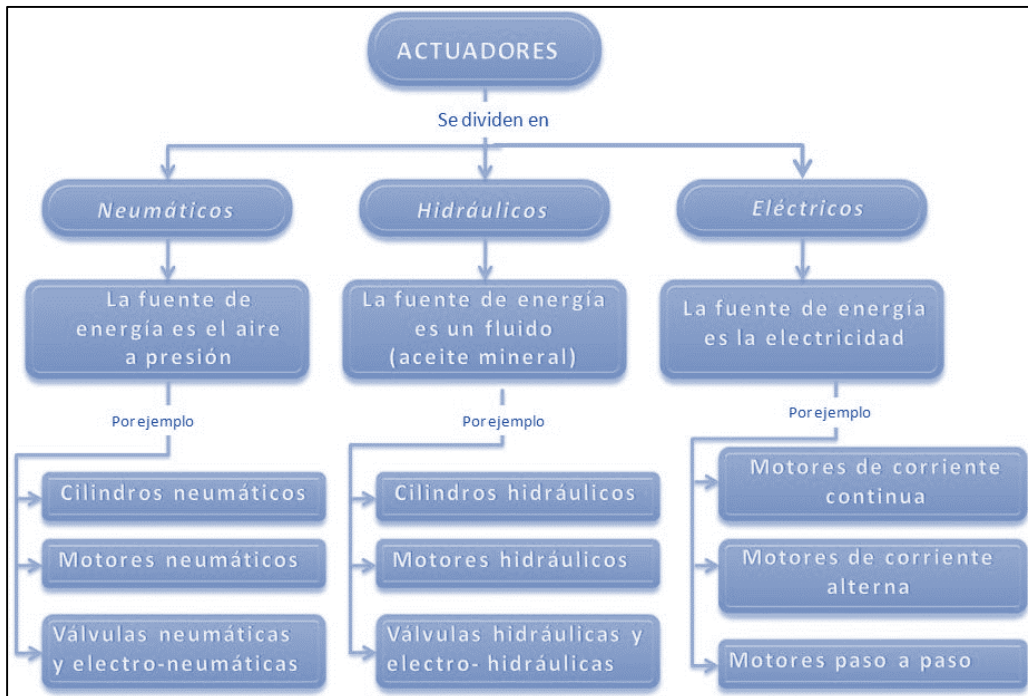 ACTUADORES
Se dividen en
Neumáticos
Hidráulicos
Eléctricos
La fuente de
energía es el aire
a presión
La fuente de energía
es un fluido
(aceite mineral)
La fuente de energía
es la electricidad
Por ejemplo
Por ejemplo
Por ejemplo
Cilindros neumáticos
Motores neumáticos
Válvulas neumáticas
y electro-neumáticas
Cilindros hidráulicos
Motores hidráulicos
Válvulas hidráulicas y
electro- hidráulicas
Motores de corriente
continua
Motores de corriente
alterna
Motores paso a paso